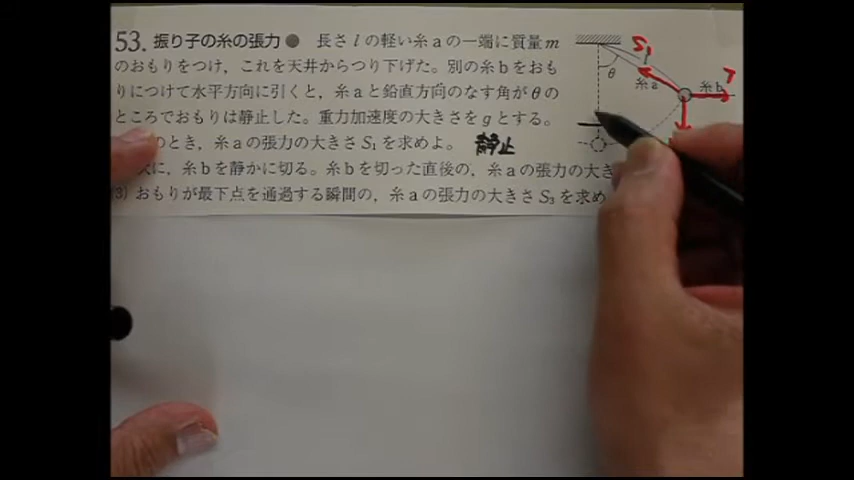 53. 振り子の糸の張力 ● 長さ l の軽い糸 a の一端に質量 m
のおもりをつけ，これを天井からつり下げた。別の糸 b をおも
りにつけて水平方向に引くと，糸 a と鉛直方向のなす角が θ の
ところでおもりは静止した。重力加速度の大きさを g とする。
のとき，糸 a の張力の大きさ S₁ を求めよ。 静止
に，糸 b を静かに切る。糸 b を切った直後の，糸 a の張力の大き
(3) おもりが最下点を通過する瞬間の，糸 a の張力の大きさ S₃ を求め
S₁
l
θ
糸 a
糸 b
T